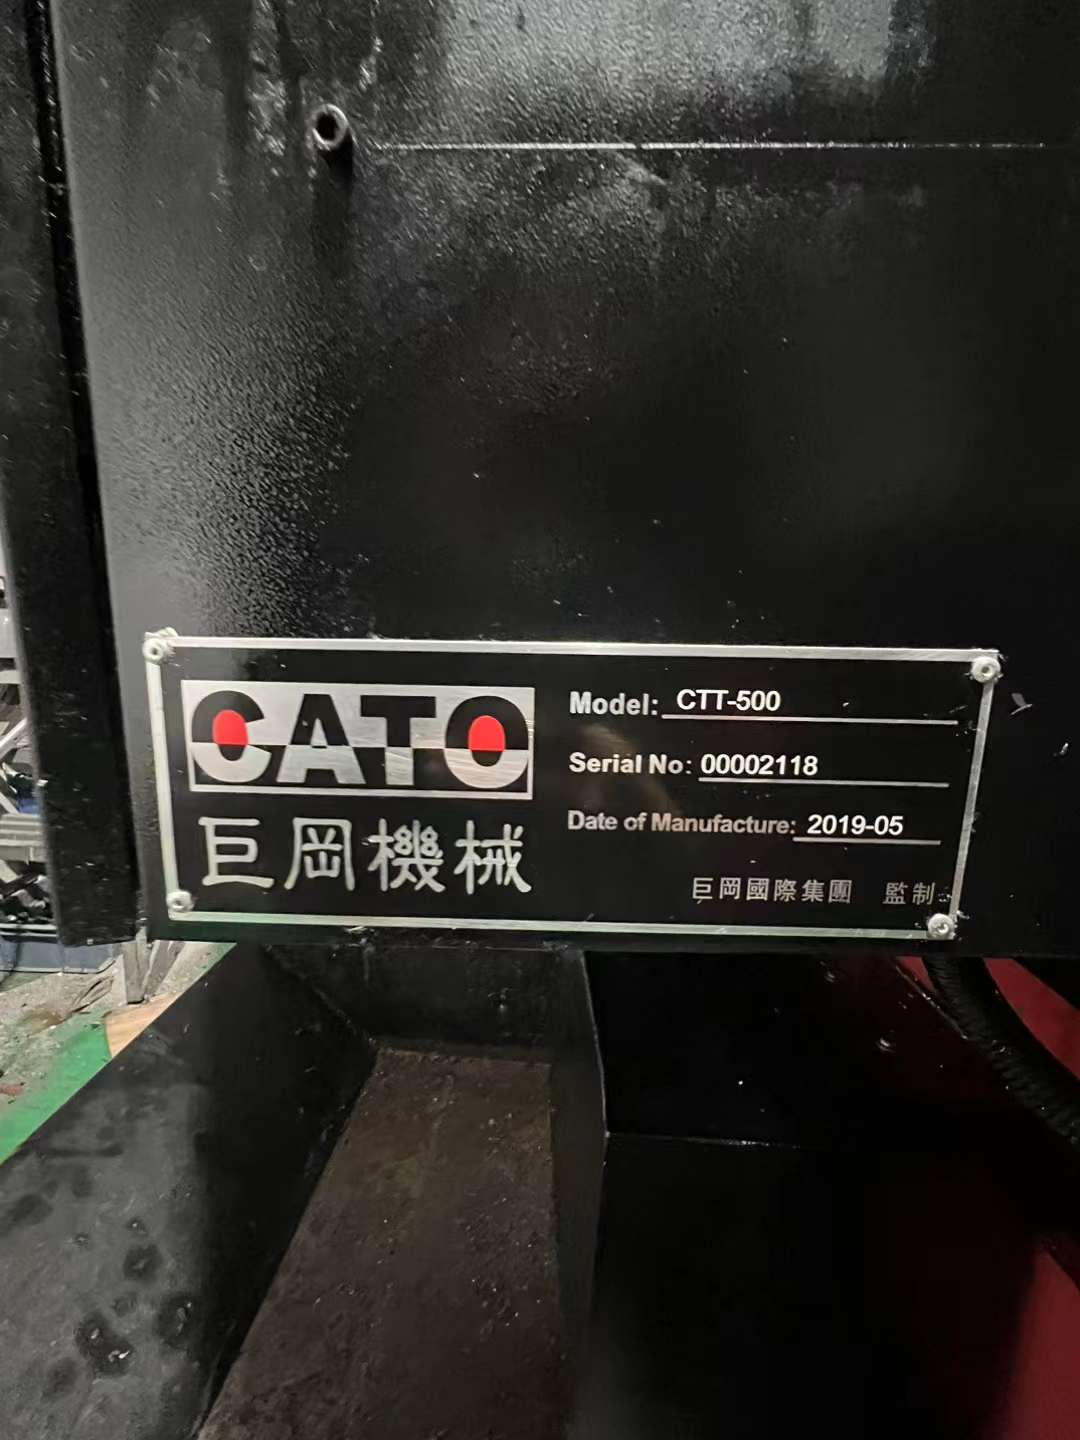 CATO
巨岡機械
Model: CTT-500
Serial No: 00002118
Date of Manufacture: 2019-05
巨岡國際集團 監制